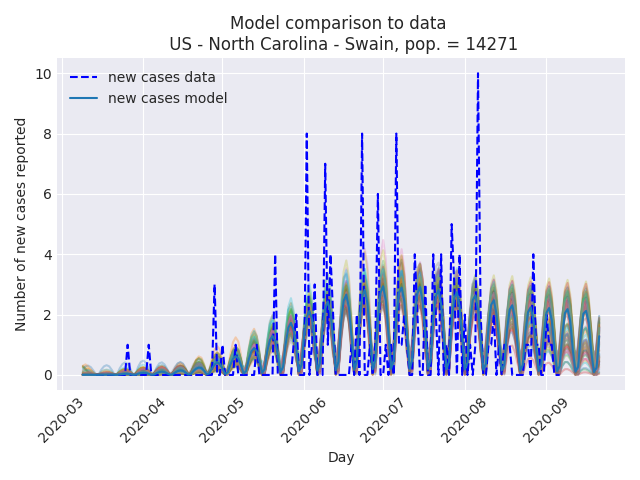 Model comparison to data
US - North Carolina - Swain, pop. = 14271
new cases data
new cases model
Number of new cases reported
10
8
6
4
2
0
2020-03
2020-04
2020-05
2020-06
2020-07
2020-08
2020-09
Day